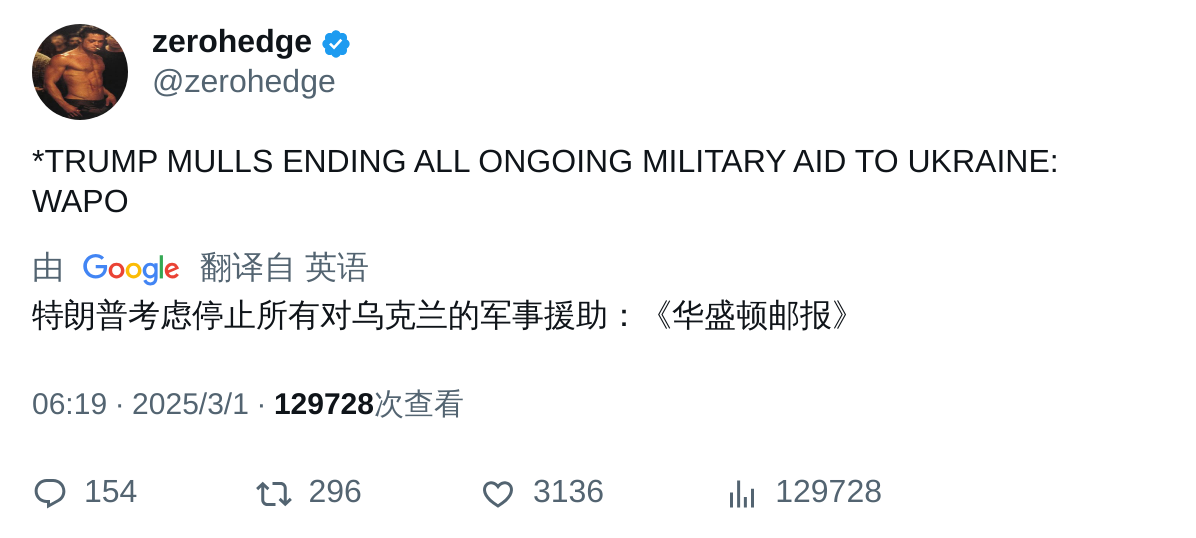 zerohedge
@zerohedge
*TRUMP MULLS ENDING ALL ONGOING MILITARY AID TO UKRAINE:
WAPO
由 Google 翻译自 英语
特朗普考虑停止所有对乌克兰的军事援助：《华盛顿邮报》
06:19 · 2025/3/1 · 129728次查看
154 296 3136 129728